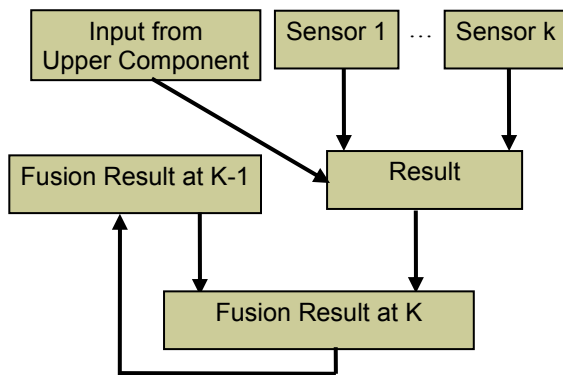 Input from
Upper Component
Sensor 1
...
Sensor k
Fusion Result at K-1
Result
Fusion Result at K